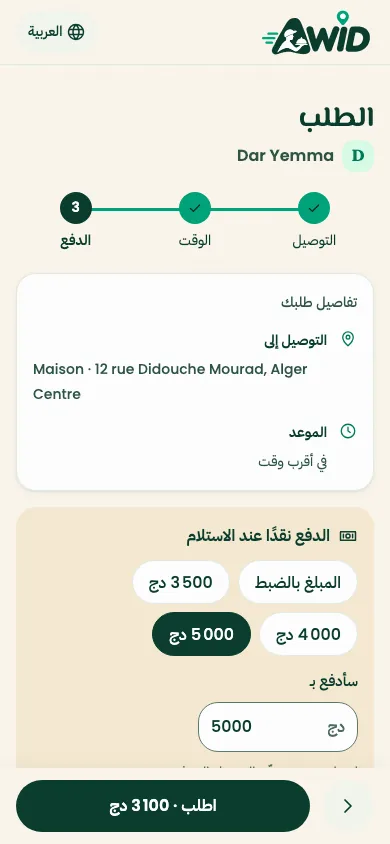 العربية
AWID
الطلب
D Dar Yemma
3
التوصيل
الوقت
الدفع
تفاصيل طلبك
التوصيل إلى
Maison · 12 rue Didouche Mourad, Alger
Centre
الموعد
في أقرب وقت
الدفع نقدًا عند الاستلام
المبلغ بالضبط
3 500 دج
4 000 دج
5 000 دج
سأدفع بـ
5000 دج
اطلب · 3 100 دج